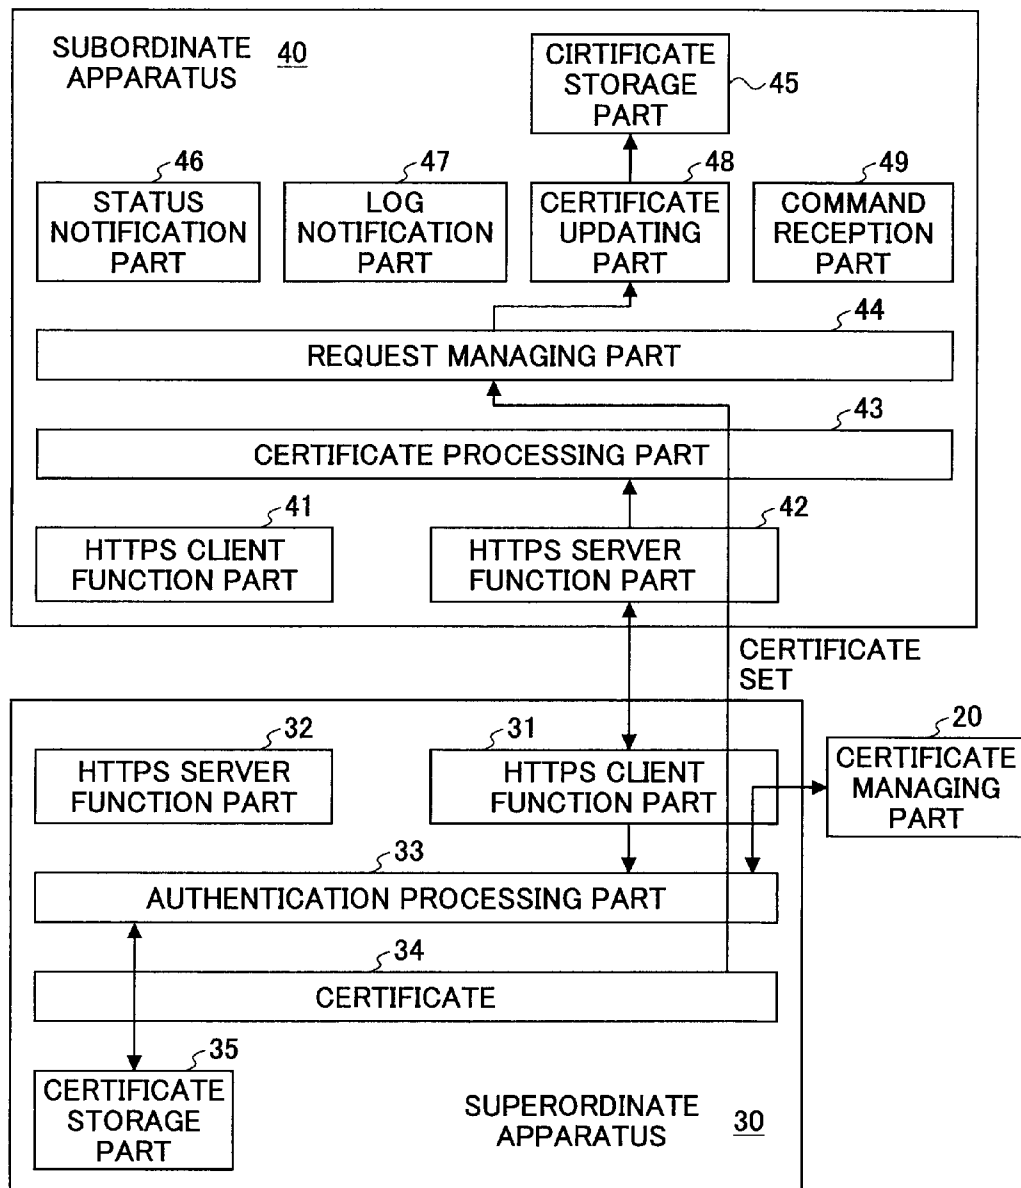 SUBORDINATE
APPARATUS
40
CIRTIFICATE
STORAGE
PART
45
46
STATUS
NOTIFICATION
PART
47
LOG
NOTIFICATION
PART
48
CERTIFICATE
UPDATING
PART
49
COMMAND
RECEPTION
PART
44
REQUEST MANAGING PART
43
CERTIFICATE PROCESSING PART
41
HTTPS CLIENT
FUNCTION PART
42
HTTPS SERVER
FUNCTION PART
CERTIFICATE
SET
32
HTTPS SERVER
FUNCTION PART
31
HTTPS CLIENT
FUNCTION PART
20
CERTIFICATE
MANAGING
PART
33
AUTHENTICATION PROCESSING PART
34
CERTIFICATE
35
CERTIFICATE
STORAGE
PART
SUPERORDINATE
APPARATUS
30